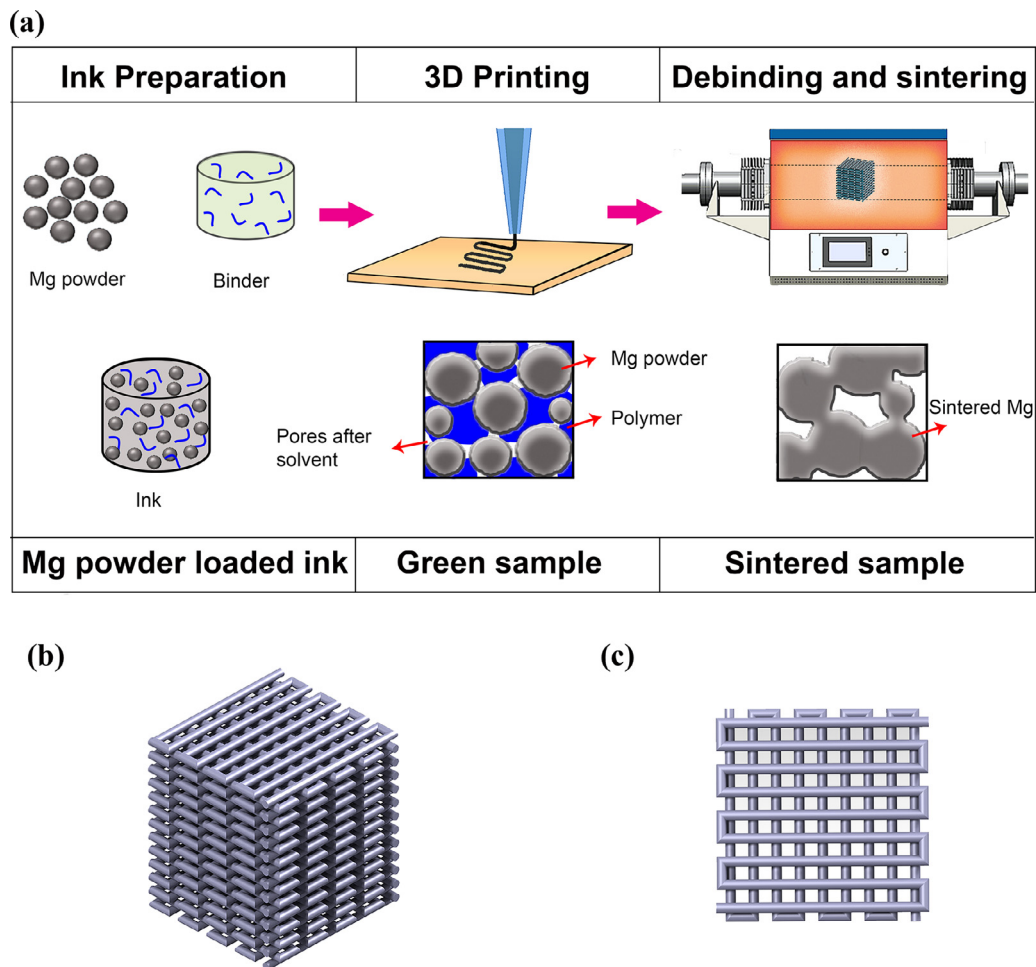 (a)
Ink Preparation
3D Printing
Debinding and sintering
Mg powder
Binder
Ink
Pores after
solvent
Mg powder
Polymer
Sintered Mg
Mg powder loaded ink
Green sample
Sintered sample
(b)
(c)